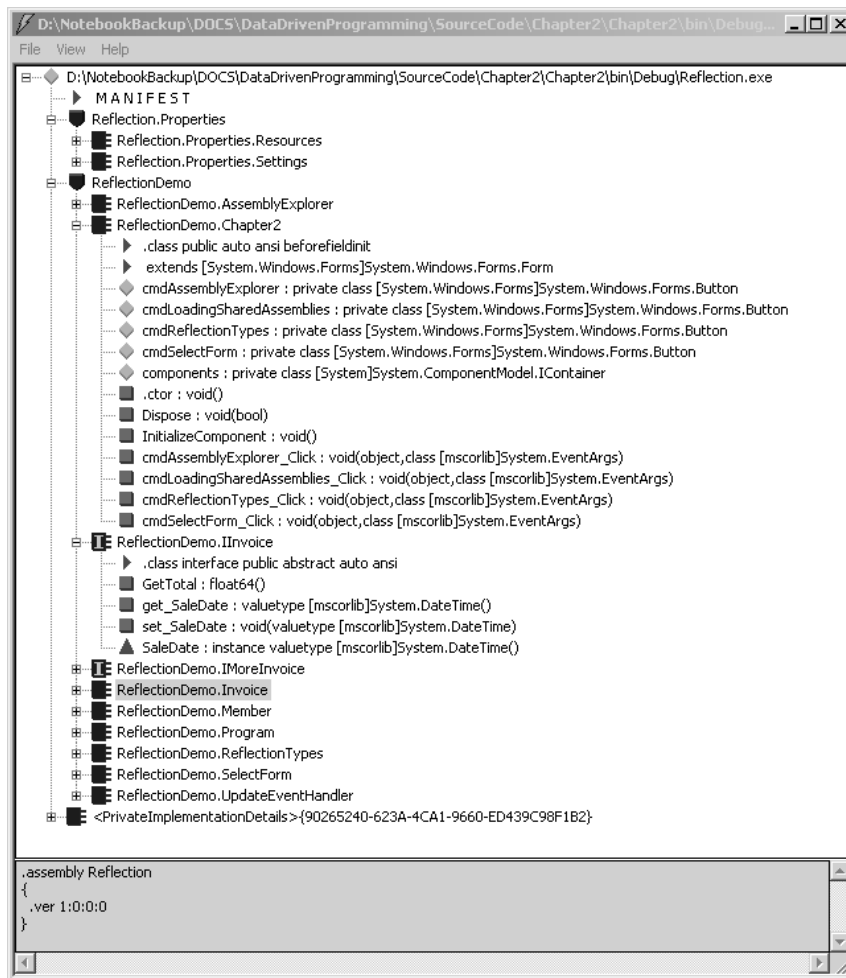 D:\NotebookBackup\DOCS\DataDrivenProgramming\SourceCode\Chapter2\Chapter2\bin\Debug...
File View Help
D:\NotebookBackup\DOCS\DataDrivenProgramming\SourceCode\Chapter2\Chapter2\bin\Debug\Reflection.exe
M A N I F E S T
Reflection.Properties
Reflection.Properties.Resources
Reflection.Properties.Settings
ReflectionDemo
ReflectionDemo.AssemblyExplorer
ReflectionDemo.Chapter2
.class public auto ansi beforefieldinit
extends [System.Windows.Forms]System.Windows.Forms.Form
cmdAssemblyExplorer : private class [System.Windows.Forms]System.Windows.Forms.Button
cmdLoadingSharedAssemblies : private class [System.Windows.Forms]System.Windows.Forms.Button
cmdReflectionTypes : private class [System.Windows.Forms]System.Windows.Forms.Button
cmdSelectForm : private class [System.Windows.Forms]System.Windows.Forms.Button
components : private class [System]System.ComponentModel.IContainer
.ctor : void()
Dispose : void(bool)
InitializeComponent : void()
cmdAssemblyExplorer_Click : void(object,class [mscorlib]System.EventArgs)
cmdLoadingSharedAssemblies_Click : void(object,class [mscorlib]System.EventArgs)
cmdReflectionTypes_Click : void(object,class [mscorlib]System.EventArgs)
cmdSelectForm_Click : void(object,class [mscorlib]System.EventArgs)
ReflectionDemo.IInvoice
.class interface public abstract auto ansi
GetTotal : float64()
get_SaleDate : valuetype [mscorlib]System.DateTime()
set_SaleDate : void(valuetype [mscorlib]System.DateTime)
SaleDate : instance valuetype [mscorlib]System.DateTime()
ReflectionDemo.IMoreInvoice
ReflectionDemo.Invoice
ReflectionDemo.Member
ReflectionDemo.Program
ReflectionDemo.ReflectionTypes
ReflectionDemo.SelectForm
ReflectionDemo.UpdateEventHandler
<PrivateImplementationDetails>{90265240-623A-4CA1-9660-ED439C98F1B2}
.assembly Reflection
{
.ver 1:0:0:0
}